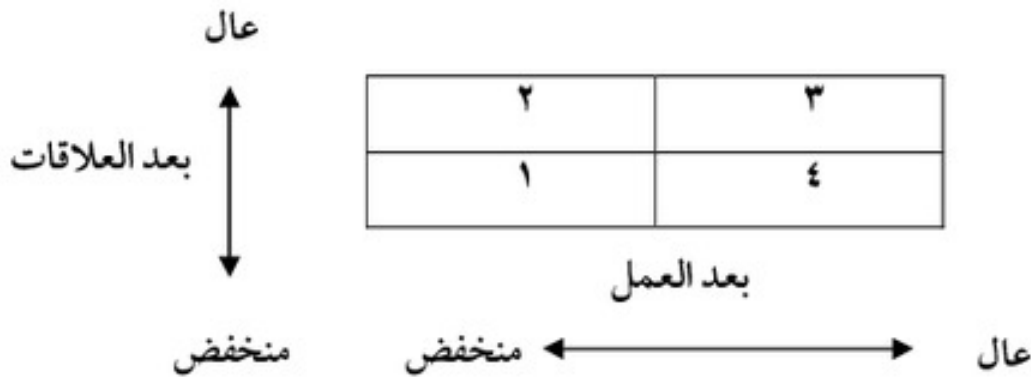 عال
٢ ٣
بعد العلاقات
١ ٤
بعد العمل
منخفض
منخفض عال